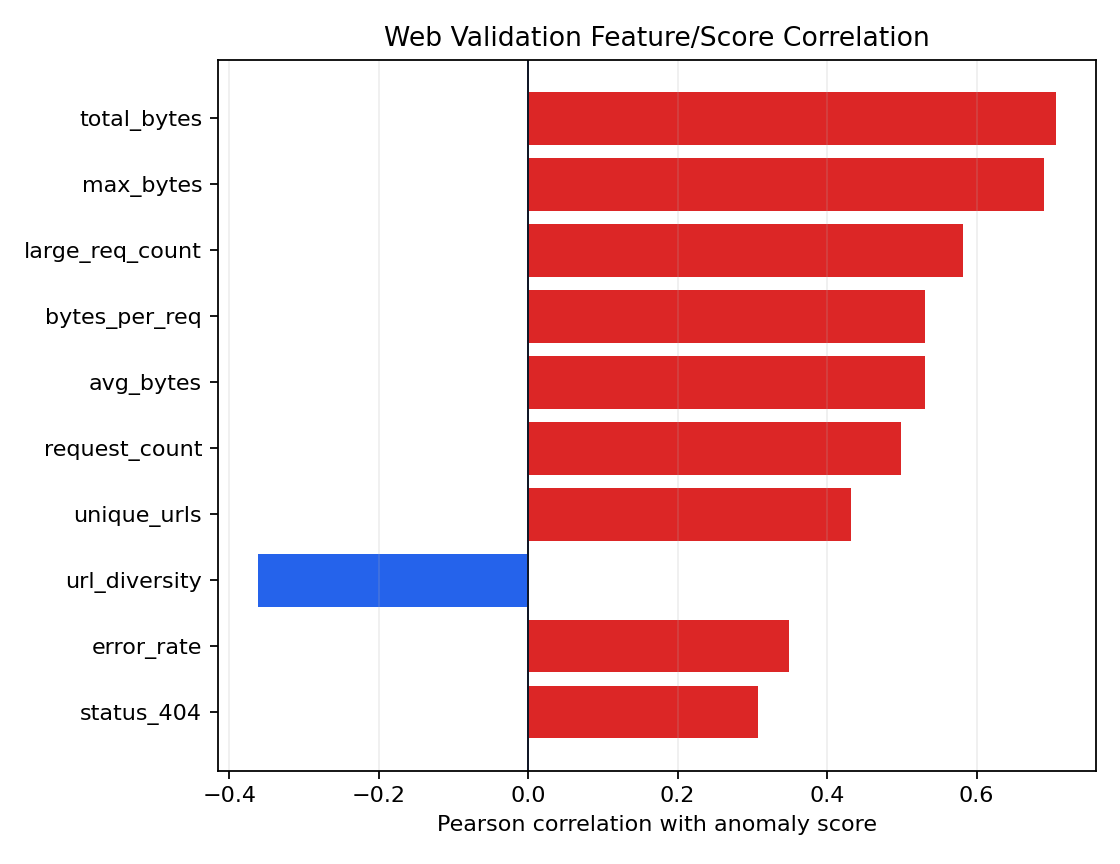 Web Validation Feature/Score Correlation
total_bytes
max_bytes
large_req_count
bytes_per_req
avg_bytes
request_count
unique_urls
url_diversity
error_rate
status_404
−0.4 −0.2 0.0 0.2 0.4 0.6
Pearson correlation with anomaly score